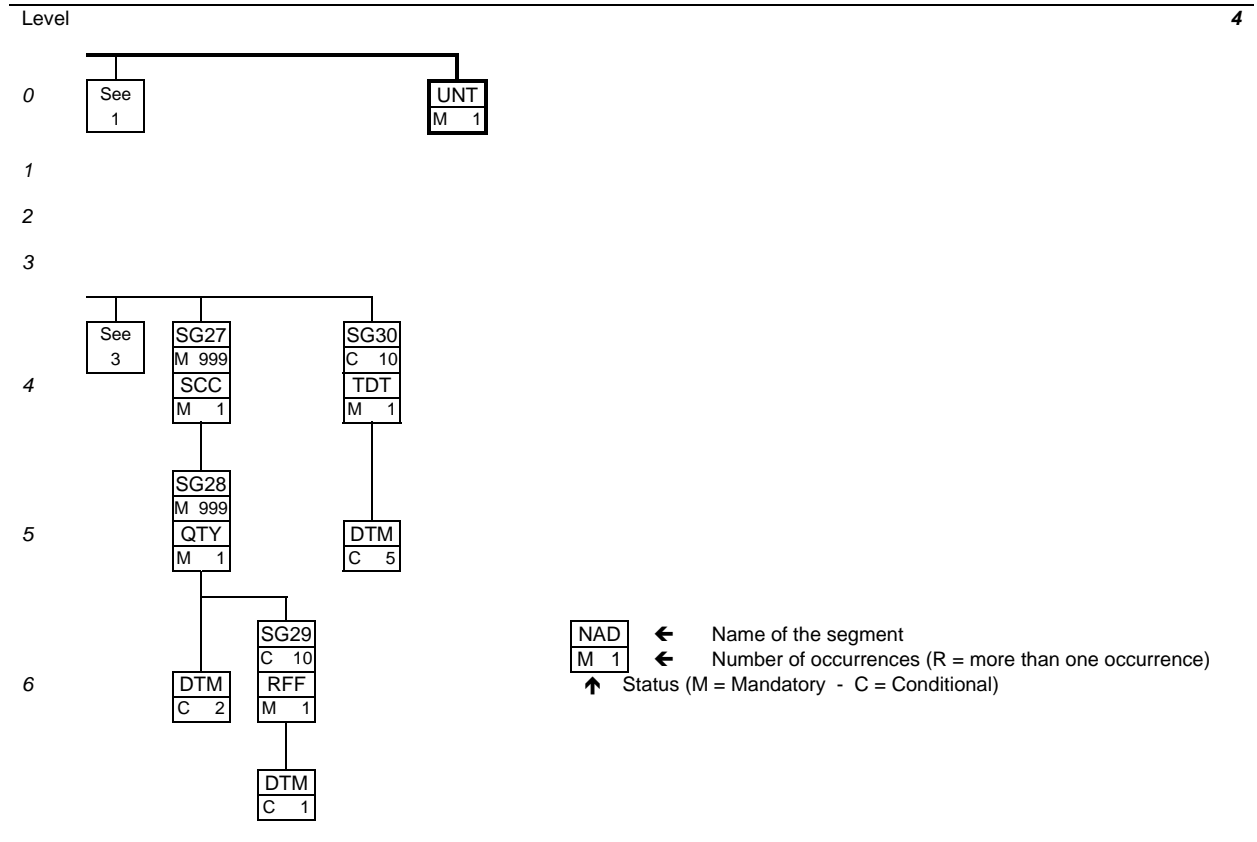 Level 4
0 See UNT
1 M 1
1
2
3
See SG27 SG30
3 M 999 C 10
4 SCC TDT
M 1 M 1
SG28
M 999
5 QTY DTM
M 1 C 5
SG29 NAD ← Name of the segment
C 10 M 1 ← Number of occurrences (R = more than one occurrence)
6 DTM RFF ↑ Status (M = Mandatory - C = Conditional)
C 2 M 1
DTM
C 1